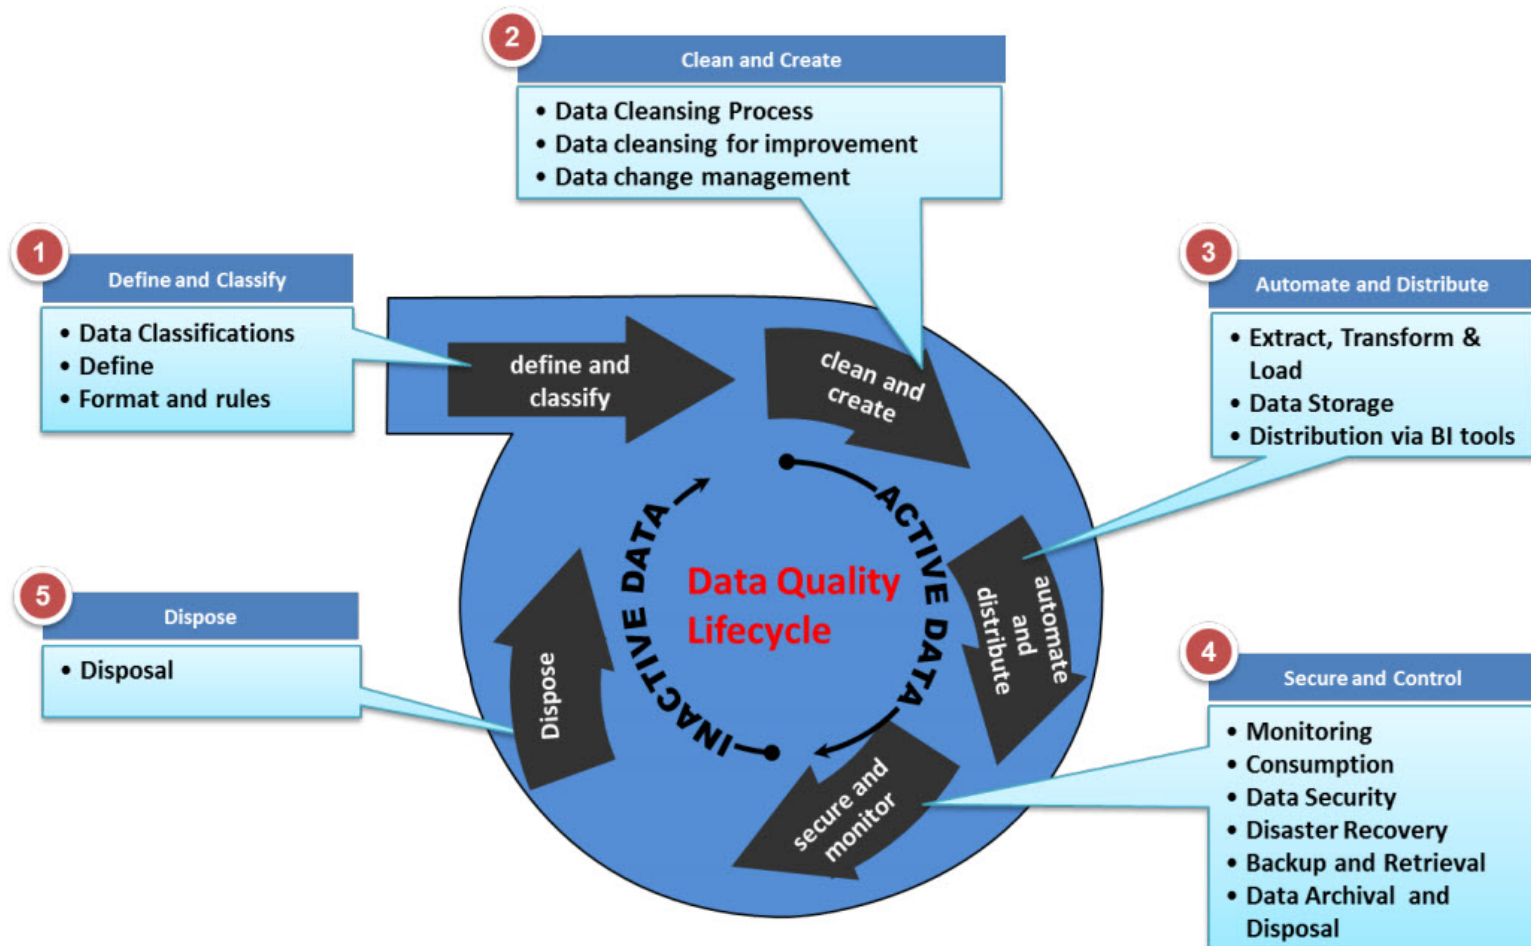 2
Clean and Create
• Data Cleansing Process
• Data cleansing for improvement
• Data change management
1
Define and Classify
• Data Classifications
• Define
• Format and rules
3
Automate and Distribute
• Extract, Transform &
Load
• Data Storage
• Distribution via BI tools
define and
classify
clean and
create
ACTIVE DATA
INACTIVE DATA
Data Quality
Lifecycle
automate
and
distribute
5
Dispose
• Disposal
Dispose
secure and
monitor
4
Secure and Control
• Monitoring
• Consumption
• Data Security
• Disaster Recovery
• Backup and Retrieval
• Data Archival and
Disposal